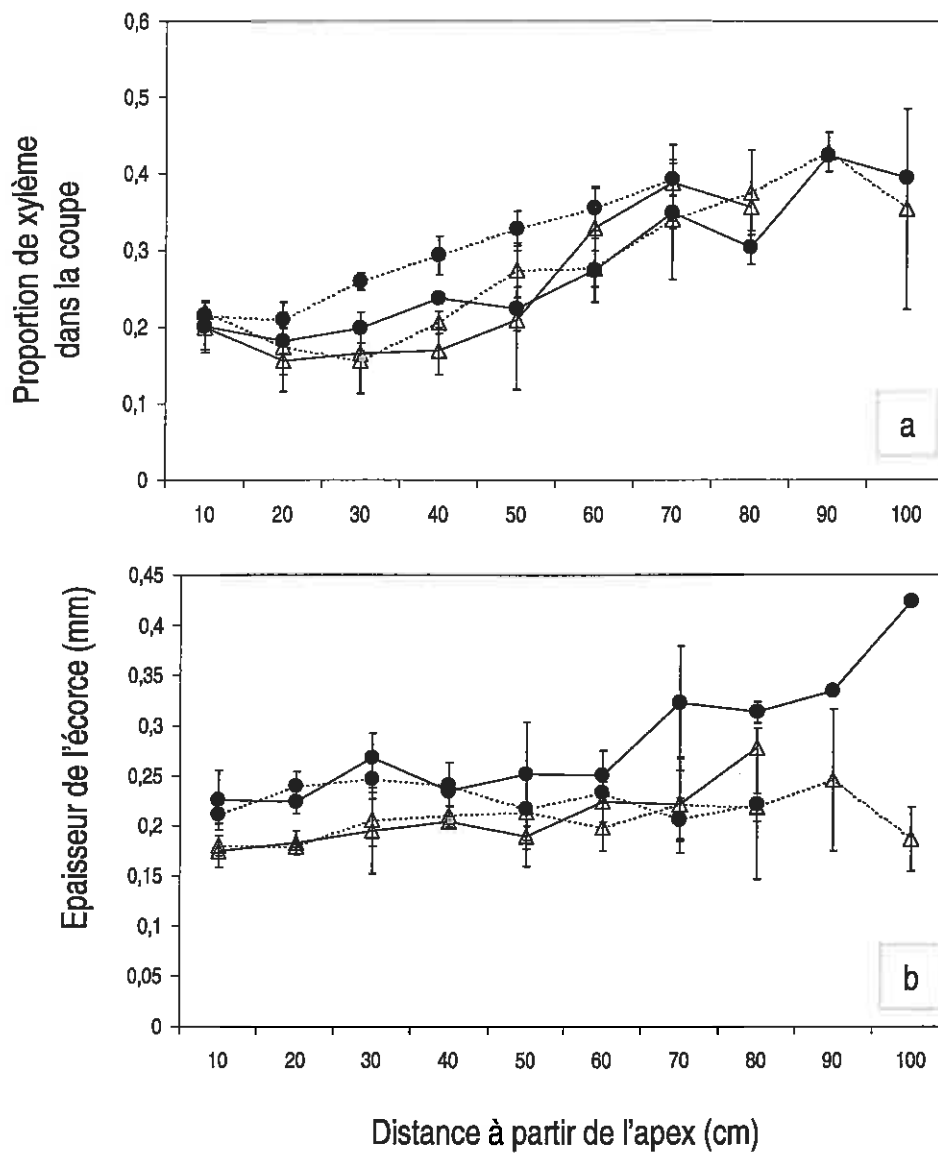 Proportion de xylème
dans la coupe
0,6
0,5
0,4
0,3
0,2
0,1
0
a
10 20 30 40 50 60 70 80 90 100
Epaisseur de l'écorce (mm)
0,45
0,4
0,35
0,3
0,25
0,2
0,15
0,1
0,05
0
b
10 20 30 40 50 60 70 80 90 100
Distance à partir de l'apex (cm)